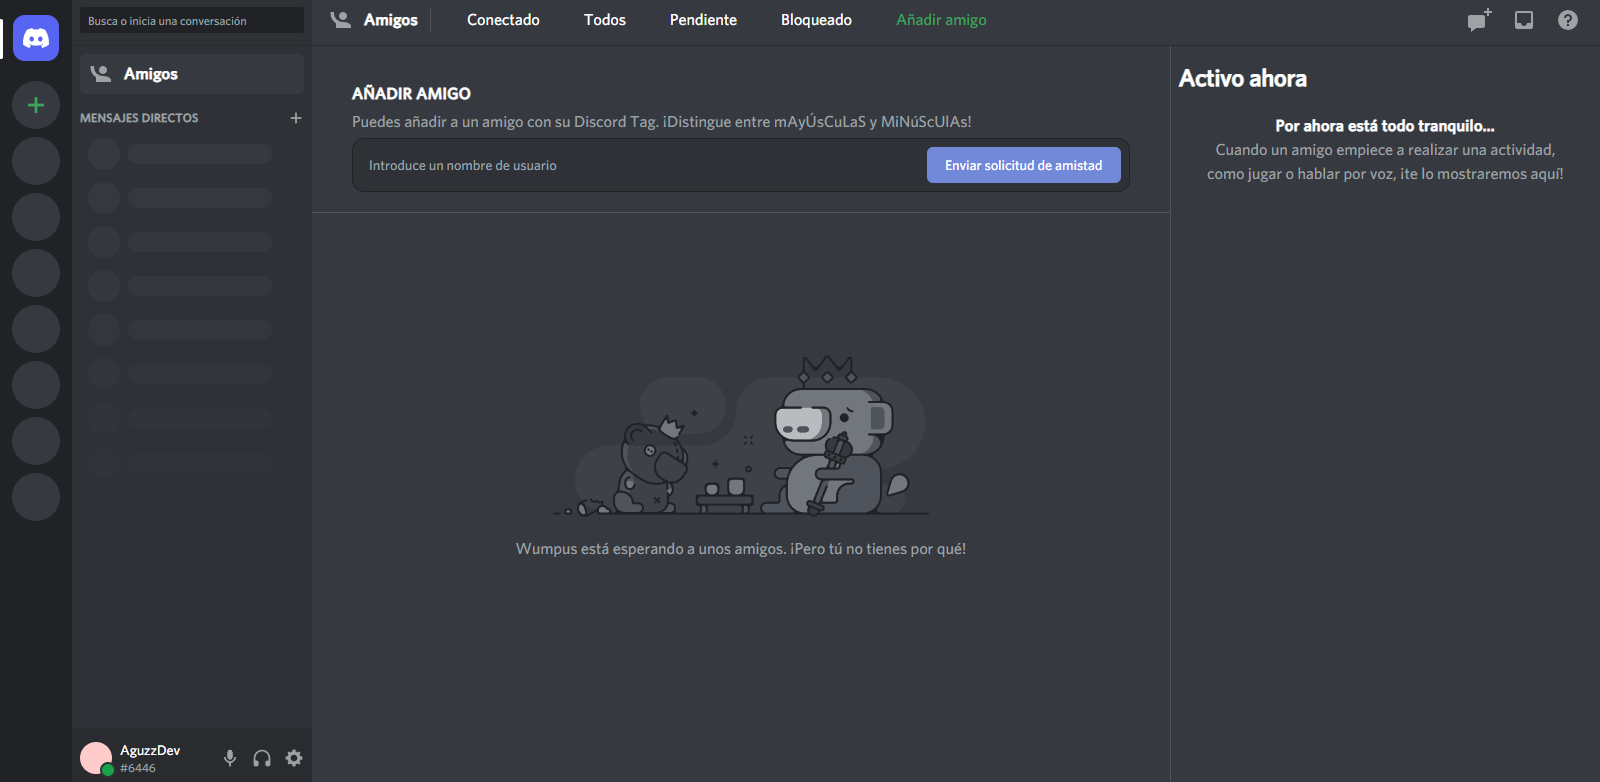 Busca o inicia una conversación
Amigos
MENSAJES DIRECTOS
AguzzDev
#6446
Amigos
Conectado
Todos
Pendiente
Bloqueado
Añadir amigo
AÑADIR AMIGO
Puedes añadir a un amigo con su Discord Tag. ¡Distingue entre mAyÚsCuLaS y MiNúScUlAs!
Introduce un nombre de usuario
Enviar solicitud de amistad
Wumpus está esperando a unos amigos. ¡Pero tú no tienes por qué!
Activo ahora
Por ahora está todo tranquilo...
Cuando un amigo empiece a realizar una actividad,
como jugar o hablar por voz, ¡te lo mostraremos aquí!